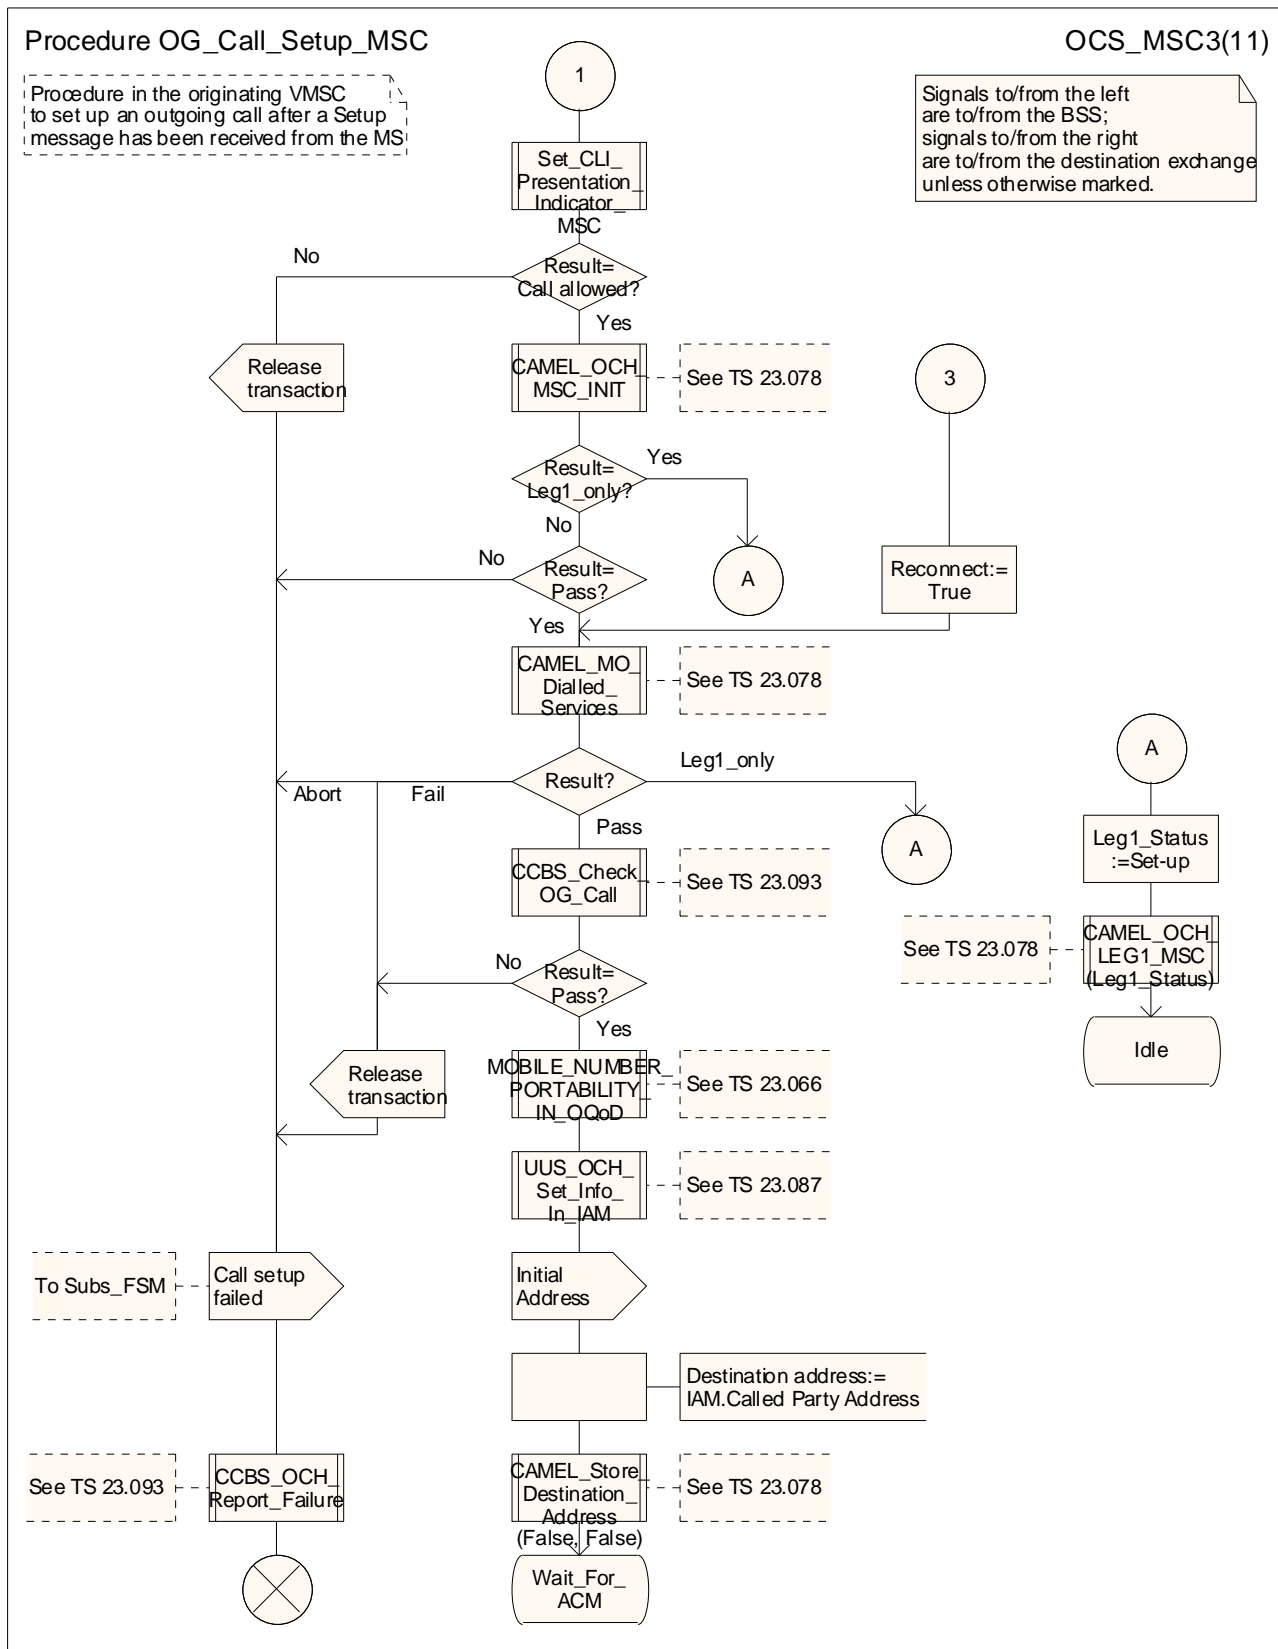 Procedure OG_Call_Setup_MSC
OCS_MSC3(11)
Procedure in the originating VMSC
to set up an outgoing call after a Setup
message has been received from the MS
1
Signals to/from the left
are to/from the BSS;
signals to/from the right
are to/from the destination exchange
unless otherwise marked.
Set_CLI_
Presentation_
Indicator_
MSC
No
Result=
Call allowed?
Yes
Release
transaction
CAMEL_OCH_
MSC_INIT
See TS 23.078
3
Result=
Leg1_only?
Yes
No
No
Result=
Pass?
A
Reconnect:=
True
Yes
CAMEL_MO_
Dialled_
Services
See TS 23.078
Abort
Fail
Result?
Leg1_only
A
Pass
A
Leg1_Status
:=Set-up
CCBS_Check_
OG_Call
See TS 23.093
See TS 23.078
CAMEL_OCH_
LEG1_MSC
(Leg1_Status)
No
Result=
Pass?
Yes
Idle
Release
transaction
MOBILE_NUMBER_
PORTABILITY_
IN_OQoD
See TS 23.066
UUS_OCH_
Set_Info_
In_IAM
See TS 23.087
To Subs_FSM
Call setup
failed
Initial
Address
Destination address:=
IAM.Called Party Address
See TS 23.093
CCBS_OCH_
Report_Failure
CAMEL_Store_
Destination_
Address
(False, False)
See TS 23.078
Wait_For_
ACM